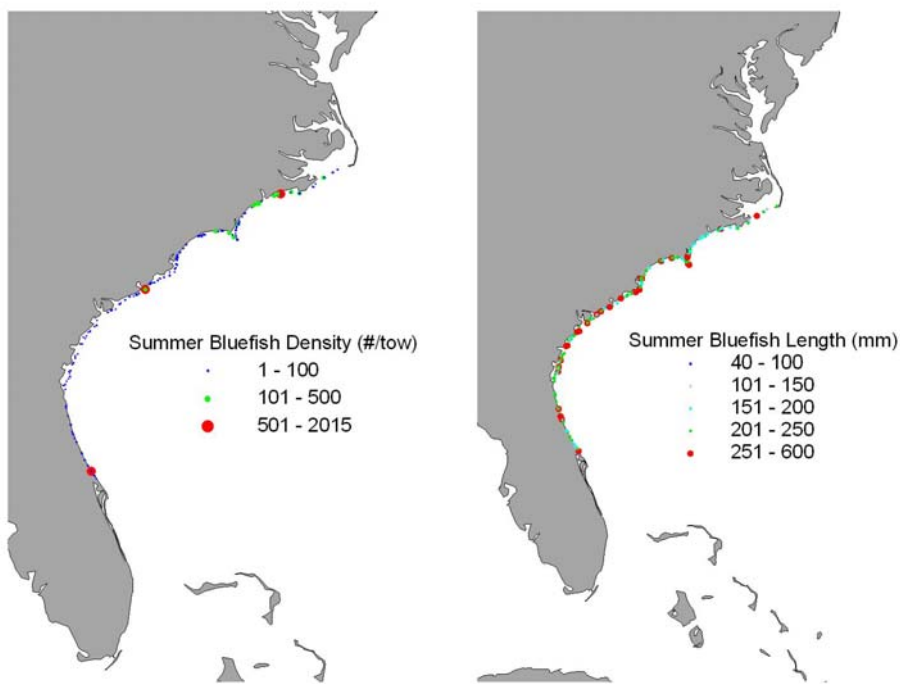 Summer Bluefish Density (#/tow)
1 - 100
101 - 500
501 - 2015
Summer Bluefish Length (mm)
40 - 100
101 - 150
151 - 200
201 - 250
251 - 600